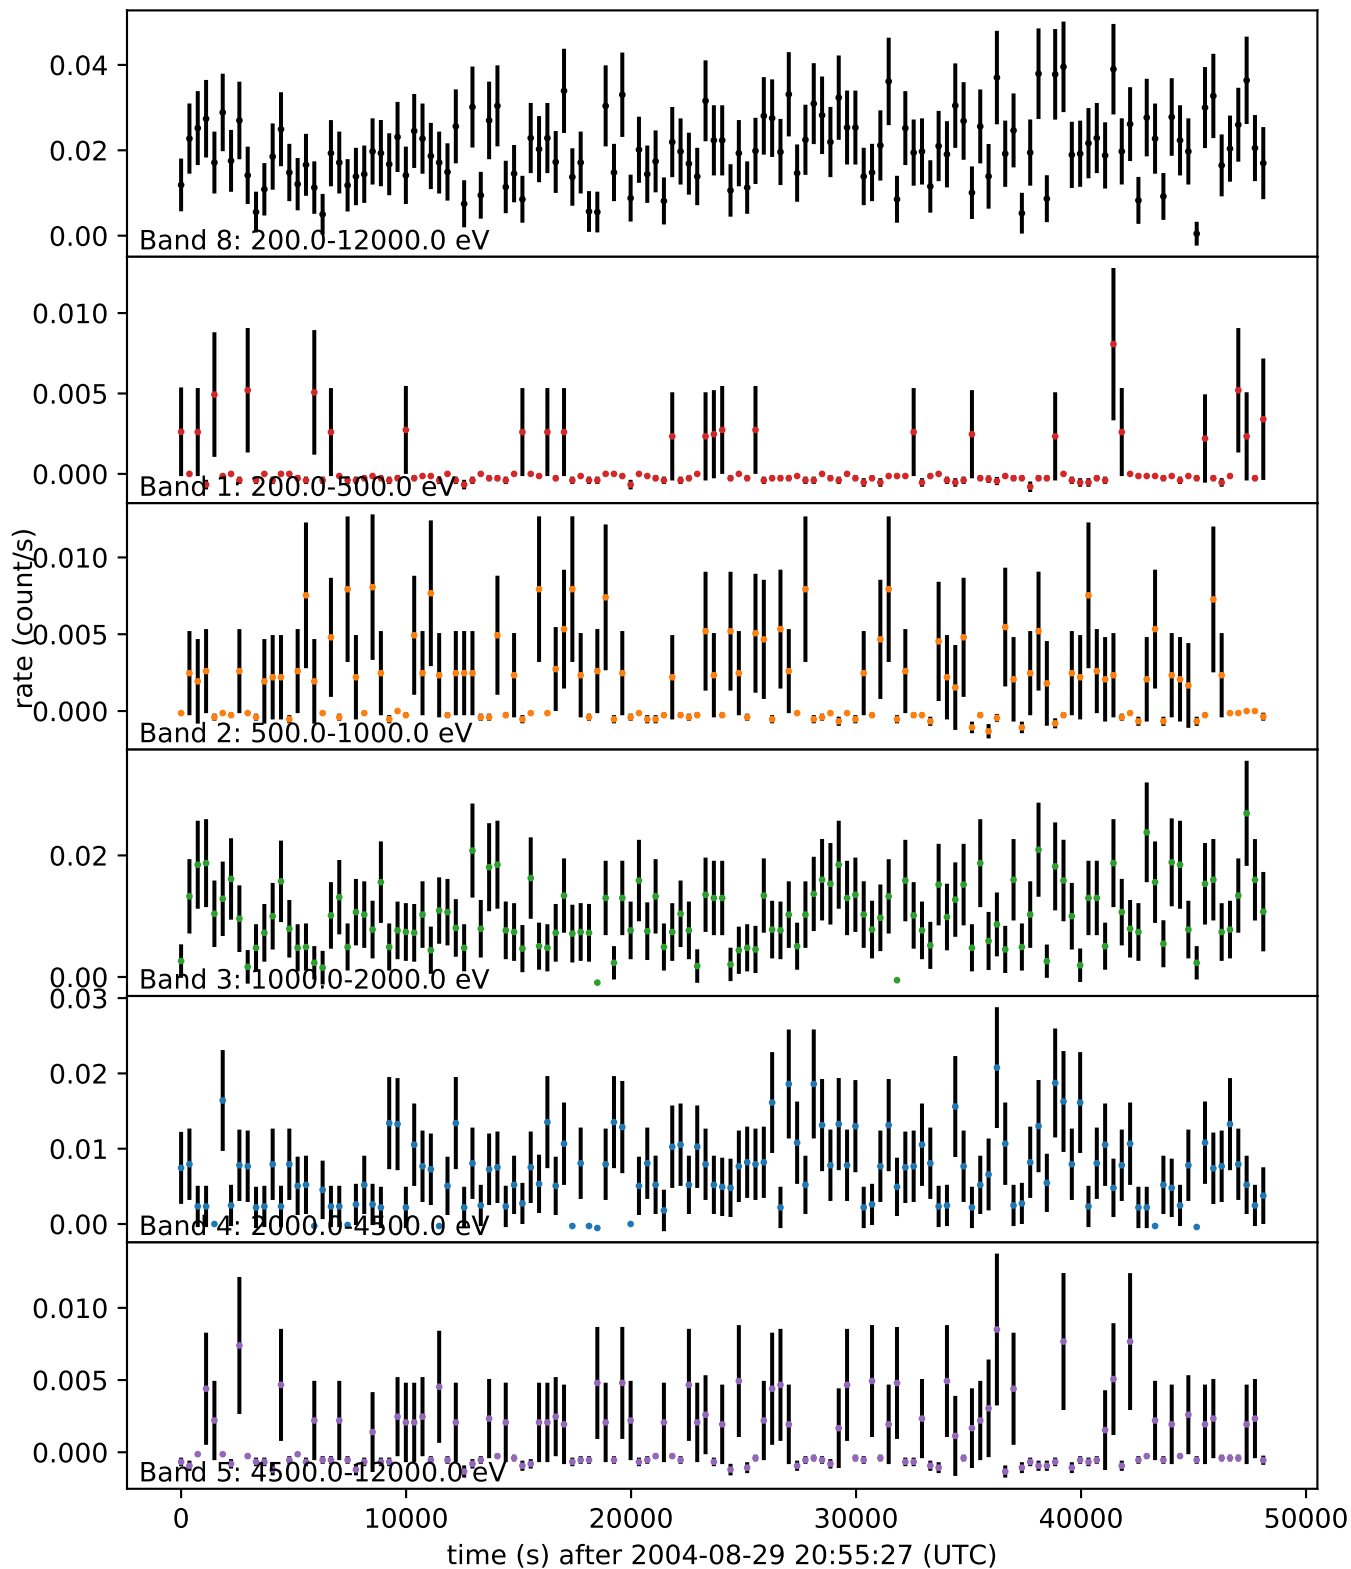 0.04
0.02
0.00
Band 8: 200.0-12000.0 eV
0.010
0.005
0.000
Band 1: 200.0-500.0 eV
rate (count/s)
0.010
0.005
0.000
Band 2: 500.0-1000.0 eV
0.02
0.00
Band 3: 1000.0-2000.0 eV
0.03
0.02
0.01
0.00
Band 4: 2000.0-4500.0 eV
0.010
0.005
0.000
Band 5: 4500.0-12000.0 eV
0 10000 20000 30000 40000 50000
time (s) after 2004-08-29 20:55:27 (UTC)